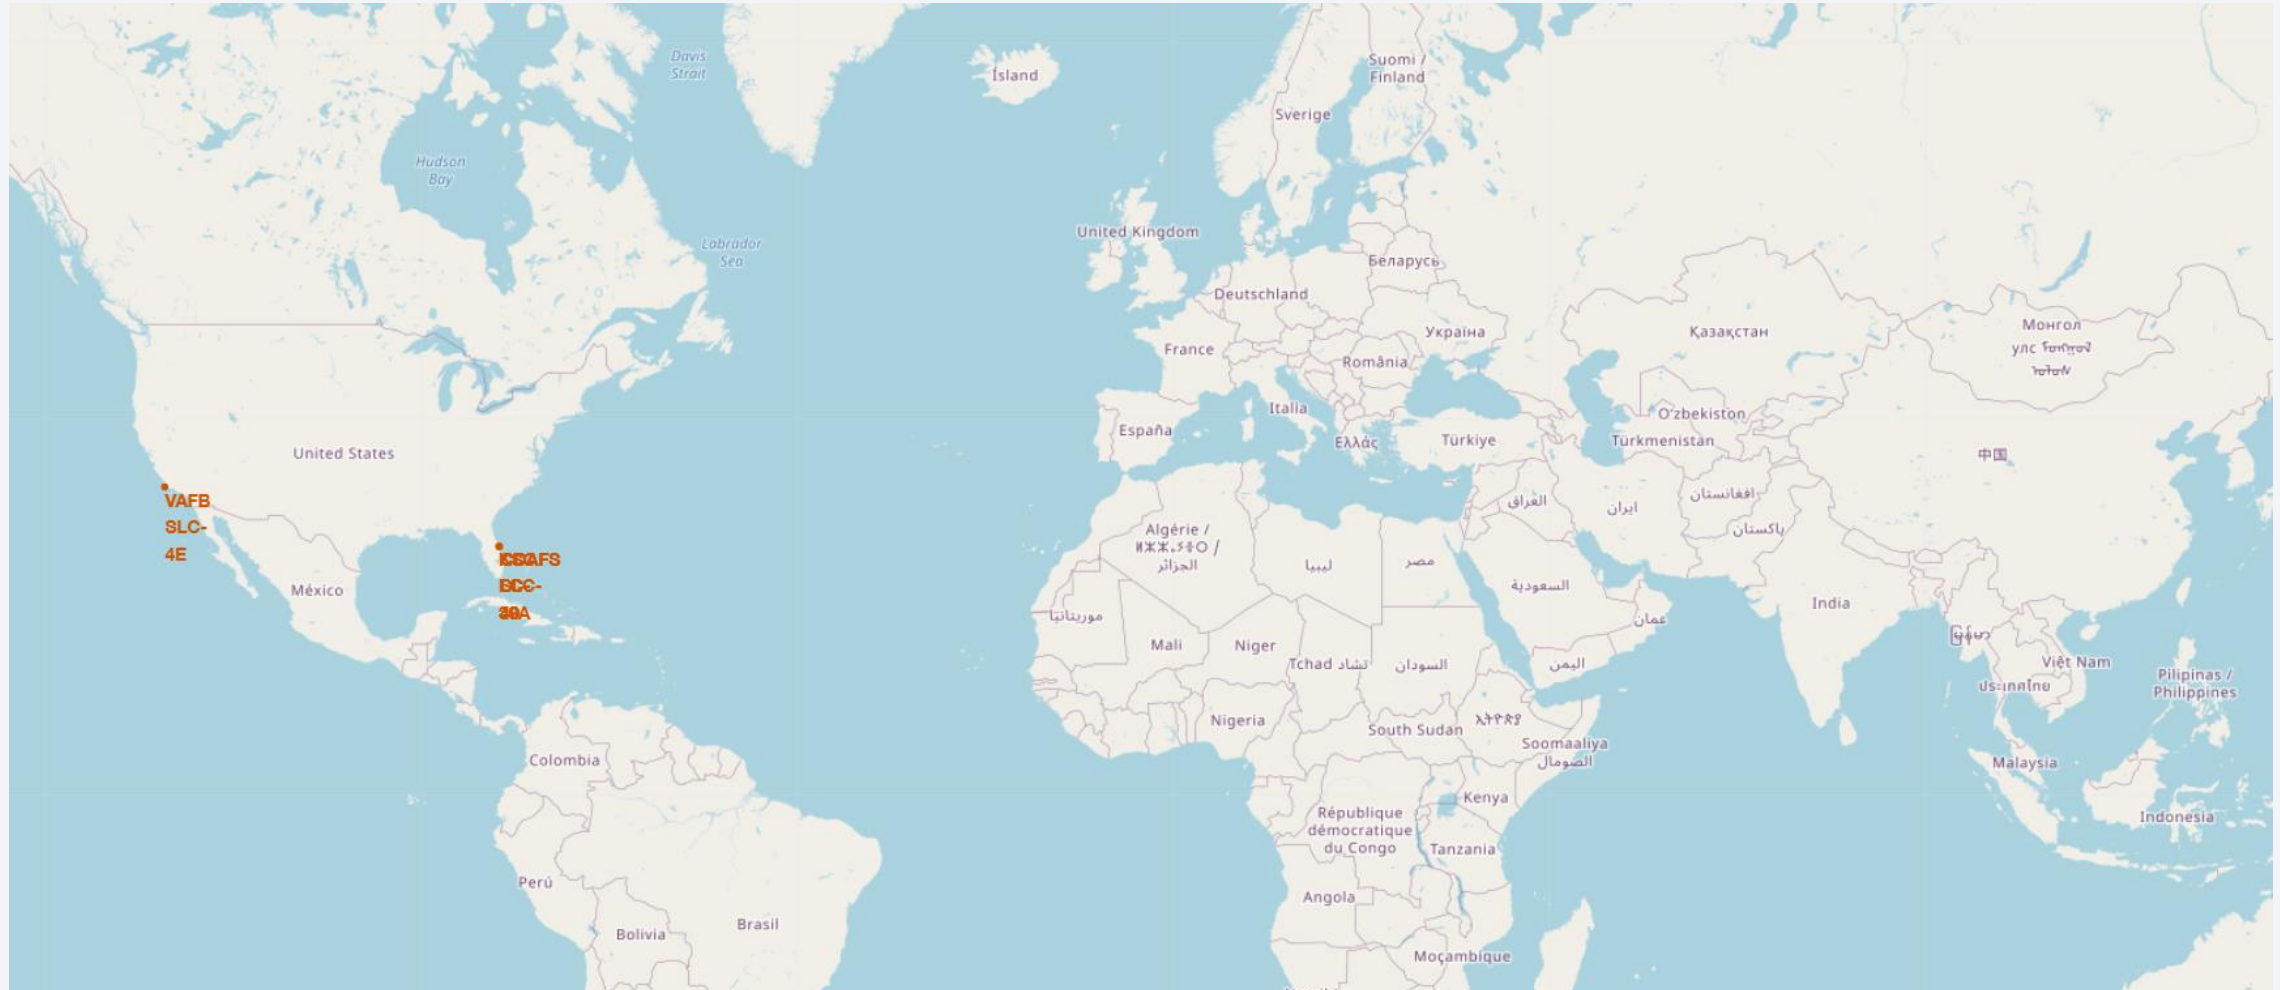 Davis
Strait
Ísland
Suomi /
Finland
Sverige
Hudson
Bay
United Kingdom
Labrador
Sea
Беларусь
Deutschland
Україна
Қазақстан
Монгол
улс
France
România
Italia
O'zbekiston
España
Ελλάς
Türkiye
Türkmenistan
United States
中国
VAFB
SLC-
4E
العراق
ایران
افغانستان
پاکستان
Algérie /
الجزائر
ليبيا
مصر
السعودية
México
India
موريتانيا
عمان
မြန်မာ
Mali
Niger
Tchad تشاد
السودان
اليمن
Việt Nam
ประเทศไทย
Pilipinas /
Philippines
Nigeria
South Sudan
ኢትዮጵያ
Soomaaliya
الصومال
Colombia
Malaysia
Kenya
République
démocratique
du Congo
Indonesia
Tanzania
Perú
Angola
Brasil
Bolivia
Moçambique